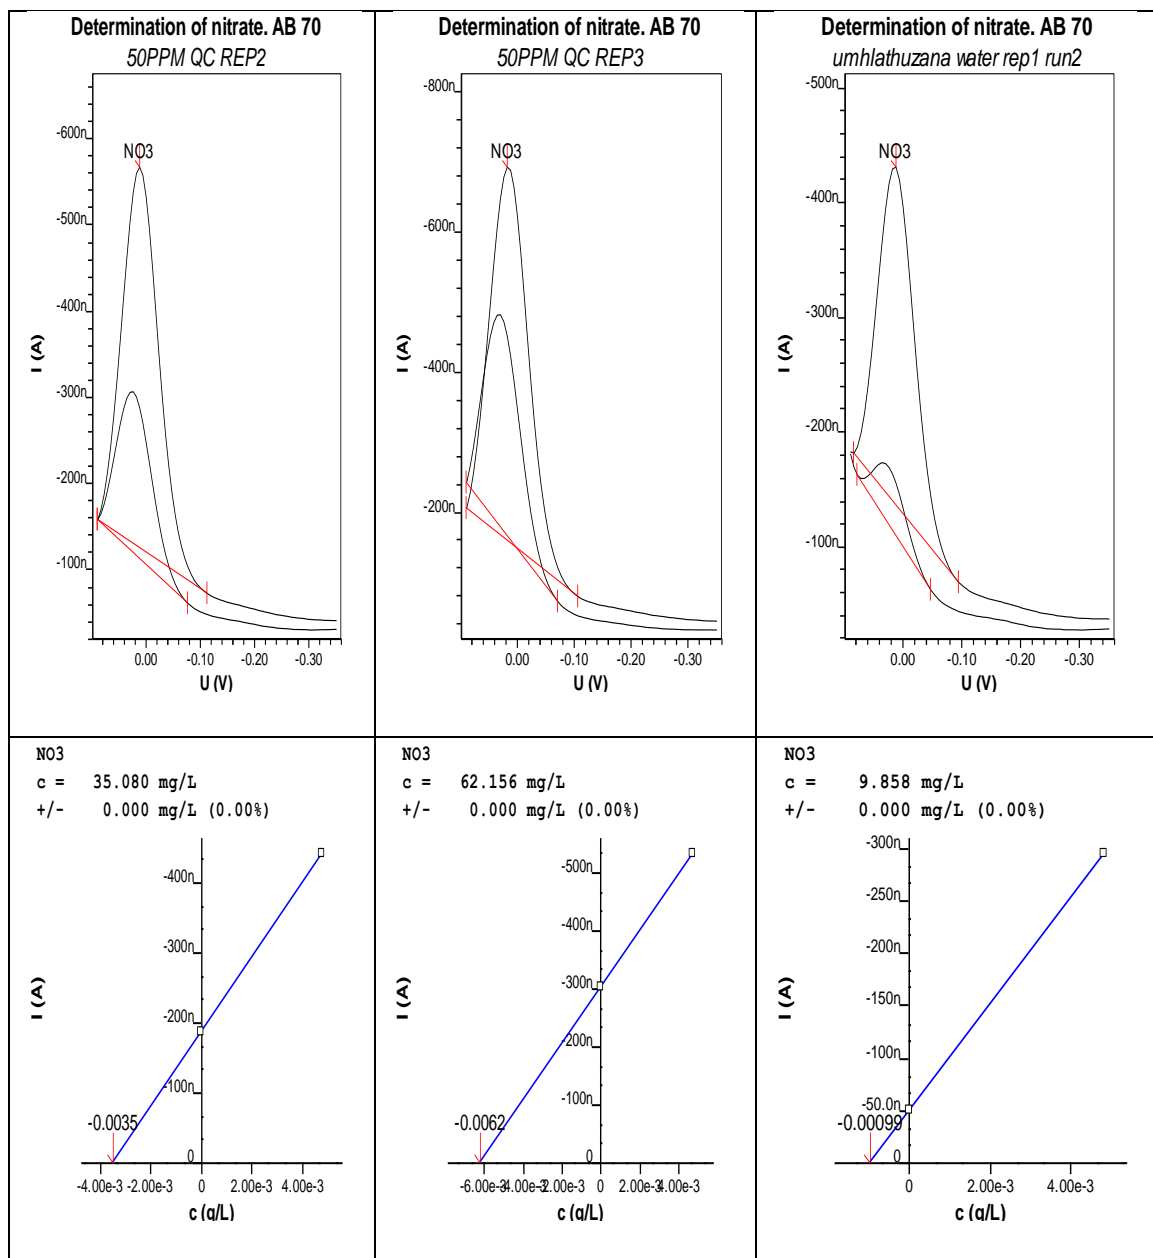 Determination of nitrate. AB 70
50PPM QC REP2
-600n
-500n
-400n
-300n
-200n
-100n
NO3
I (A)
0.00 -0.10 -0.20 -0.30
U (V)
Determination of nitrate. AB 70
50PPM QC REP3
-800n
-600n
-400n
-200n
NO3
I (A)
0.00 -0.10 -0.20 -0.30
U (V)
Determination of nitrate. AB 70
umhlathuzana water rep1 run2
-500n
-400n
-300n
-200n
-100n
NO3
I (A)
0.00 -0.10 -0.20 -0.30
U (V)
NO3
c = 35.080 mg/L
+/- 0.000 mg/L (0.00%)
-400n
-300n
-200n
-100n
0
I (A)
-0.0035
-4.00e-3 -2.00e-3 0 2.00e-3 4.00e-3
c (g/L)
NO3
c = 62.156 mg/L
+/- 0.000 mg/L (0.00%)
-500n
-400n
-300n
-200n
-100n
0
I (A)
-0.0062
-6.00e-3 -4.00e-3 -2.00e-3 0 2.00e-3 4.00e-3
c (g/L)
NO3
c = 9.858 mg/L
+/- 0.000 mg/L (0.00%)
-300n
-250n
-200n
-150n
-100n
-50.0n
0
I (A)
-0.00099
0 2.00e-3 4.00e-3
c (g/L)